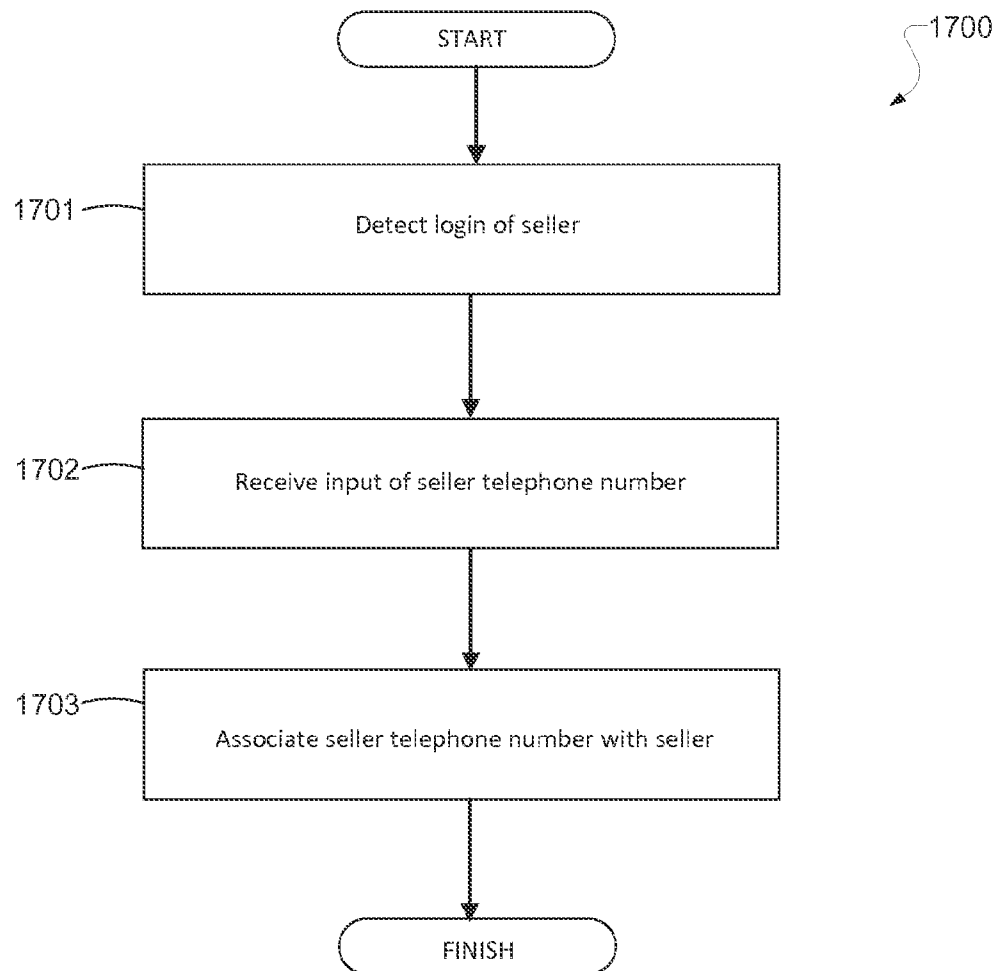 START
1700
1701
Detect login of seller
1702
Receive input of seller telephone number
1703
Associate seller telephone number with seller
FINISH